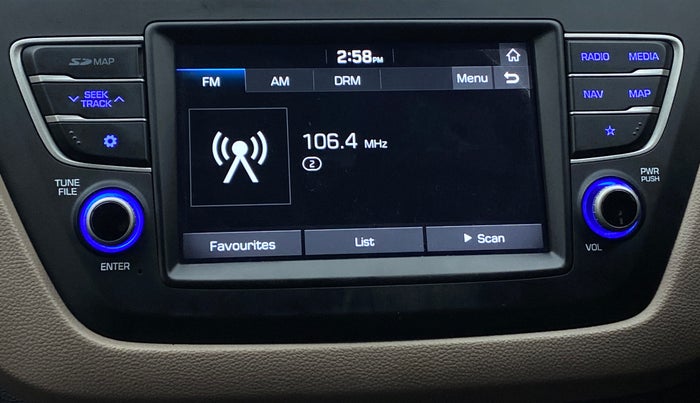 2:58PM
FM AM DRM Menu
106.4 MHz
2
Favourites List Scan
SD MAP
SEEK
TRACK
TUNE
FILE
ENTER
RADIO MEDIA
NAV MAP
PWR
PUSH
VOL